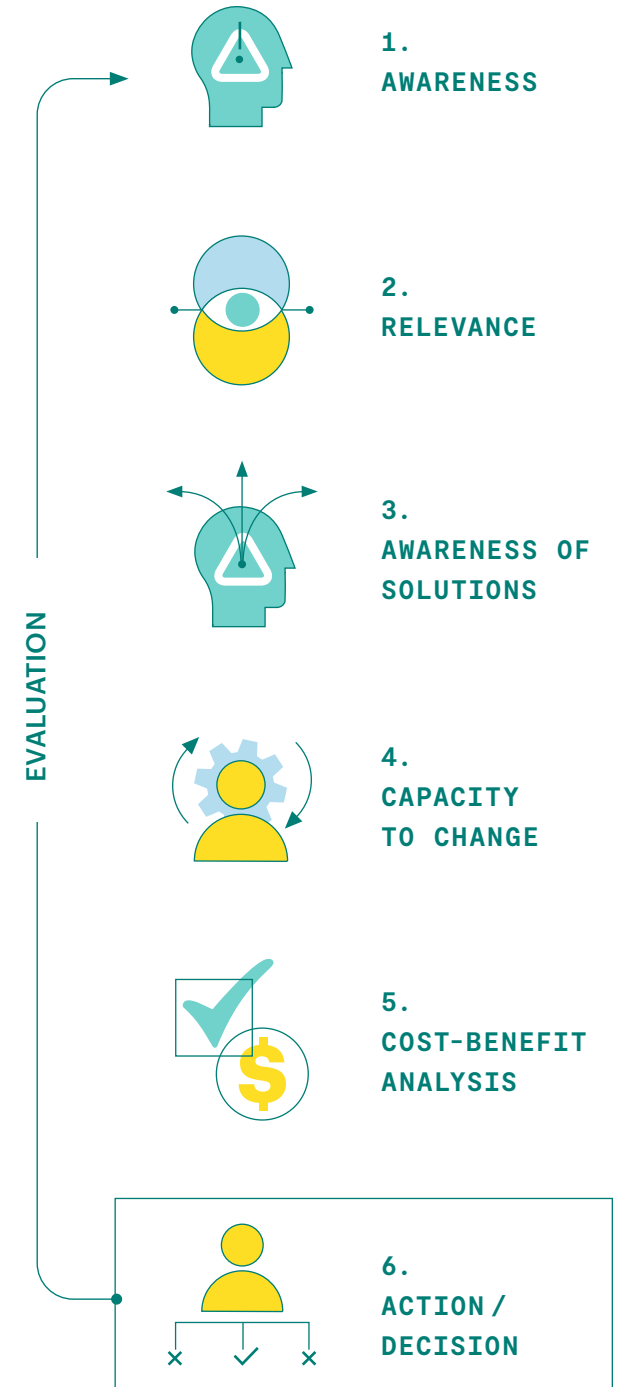 1.
AWARENESS
2.
RELEVANCE
3.
AWARENESS OF
SOLUTIONS
EVALUATION
4.
CAPACITY
TO CHANGE
5.
COST-BENEFIT
ANALYSIS
$
6.
ACTION /
DECISION